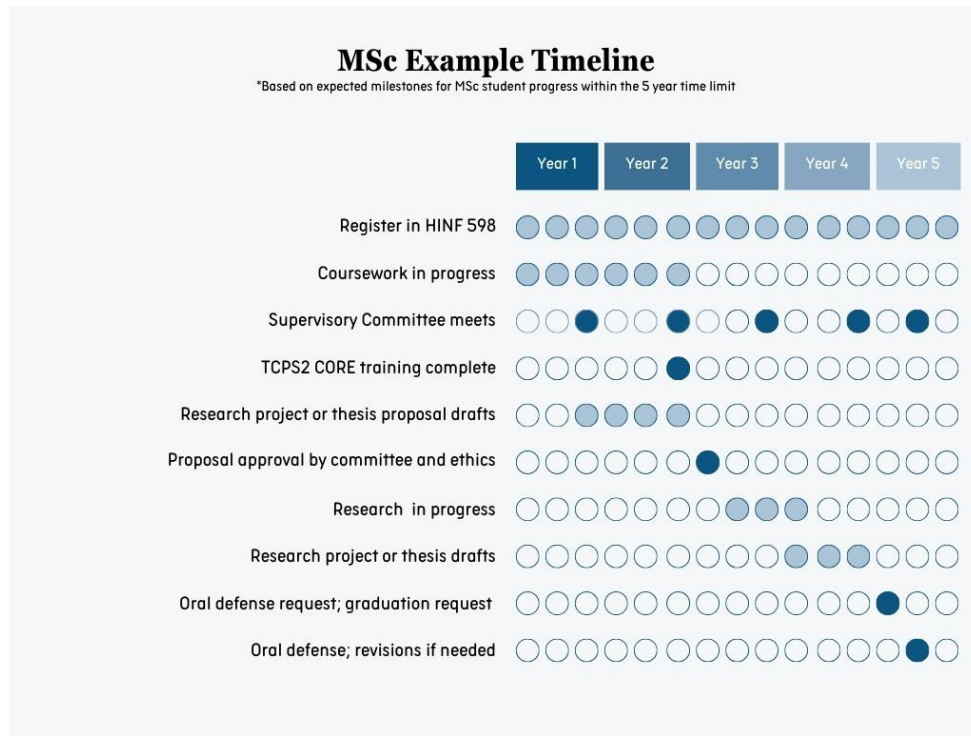 MSc Example Timeline
*Based on expected milestones for MSc student progress within the 5 year time limit
Year 1 Year 2 Year 3 Year 4 Year 5
Register in HINF 598
Coursework in progress
Supervisory Committee meets
TCPS2 CORE training complete
Research project or thesis proposal drafts
Proposal approval by committee and ethics
Research in progress
Research project or thesis drafts
Oral defense request; graduation request
Oral defense; revisions if needed